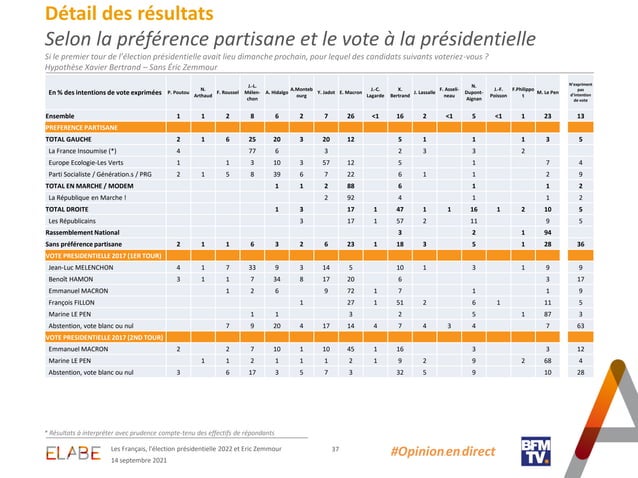 Détail des résultats
Selon la préférence partisane et le vote à la présidentielle
Si le premier tour de l'élection présidentielle avait lieu dimanche prochain, pour lequel des candidats suivants voteriez-vous ?
Hypothèse Xavier Bertrand – Sans Éric Zemmour
En % des intentions de vote exprimées P. Poutou N. Arthaud F. Roussel J.-L. Mélen-chon A. Hidalgo A.Montebourg Y. Jadot E. Macron J.-C. Lagarde X. Bertrand J. Lassalle F. Asseli-neau N. Dupont-Aignan J.-F. Poisson F.Philippot M. Le Pen N'expriment pas d'intention de vote
Ensemble 1 1 2 8 6 2 7 26 <1 16 2 <1 5 <1 1 23 13
PREFERENCE PARTISANE
TOTAL GAUCHE 2 1 6 25 20 3 20 12 5 1 1 1 3 5
La France Insoumise (*) 4 77 6 3 2 3 3 2
Europe Ecologie-Les Verts 1 1 3 10 3 57 12 5 1 7 4
Parti Socialiste / Génération.s / PRG 2 1 5 8 39 6 7 22 6 1 1 2 9
TOTAL EN MARCHE / MODEM 1 1 2 88 6 1 1 2
La République en Marche ! 2 92 4 1 1 2
TOTAL DROITE 1 3 17 1 47 1 1 16 1 2 10 5
Les Républicains 3 17 1 57 2 11 9 5
Rassemblement National 3 2 1 94
Sans préférence partisane 2 1 1 6 3 2 6 23 1 18 3 5 1 28 36
VOTE PRESIDENTIELLE 2017 (1ER TOUR)
Jean-Luc MELENCHON 4 1 7 33 9 3 14 5 10 1 3 1 9 9
Benoît HAMON 3 1 1 7 34 8 17 20 6 3 17
Emmanuel MACRON 1 2 6 9 72 1 7 1 1 9
François FILLON 1 27 1 51 2 6 1 11 5
Marine LE PEN 1 1 3 2 5 1 87 3
Abstention, vote blanc ou nul 7 9 20 4 17 14 4 7 4 3 4 7 63
VOTE PRESIDENTIELLE 2017 (2ND TOUR)
Emmanuel MACRON 2 2 7 10 1 10 45 1 16 3 3 12
Marine LE PEN 1 1 2 1 1 1 2 1 9 2 9 2 68 4
Abstention, vote blanc ou nul 3 6 17 3 5 7 3 32 5 9 10 28
* Résultats à interpréter avec prudence compte-tenu des effectifs de répondants
ELABE Les Français, l'élection présidentielle 2022 et Eric Zemmour 37 #Opinion en direct BFM TV.
14 septembre 2021